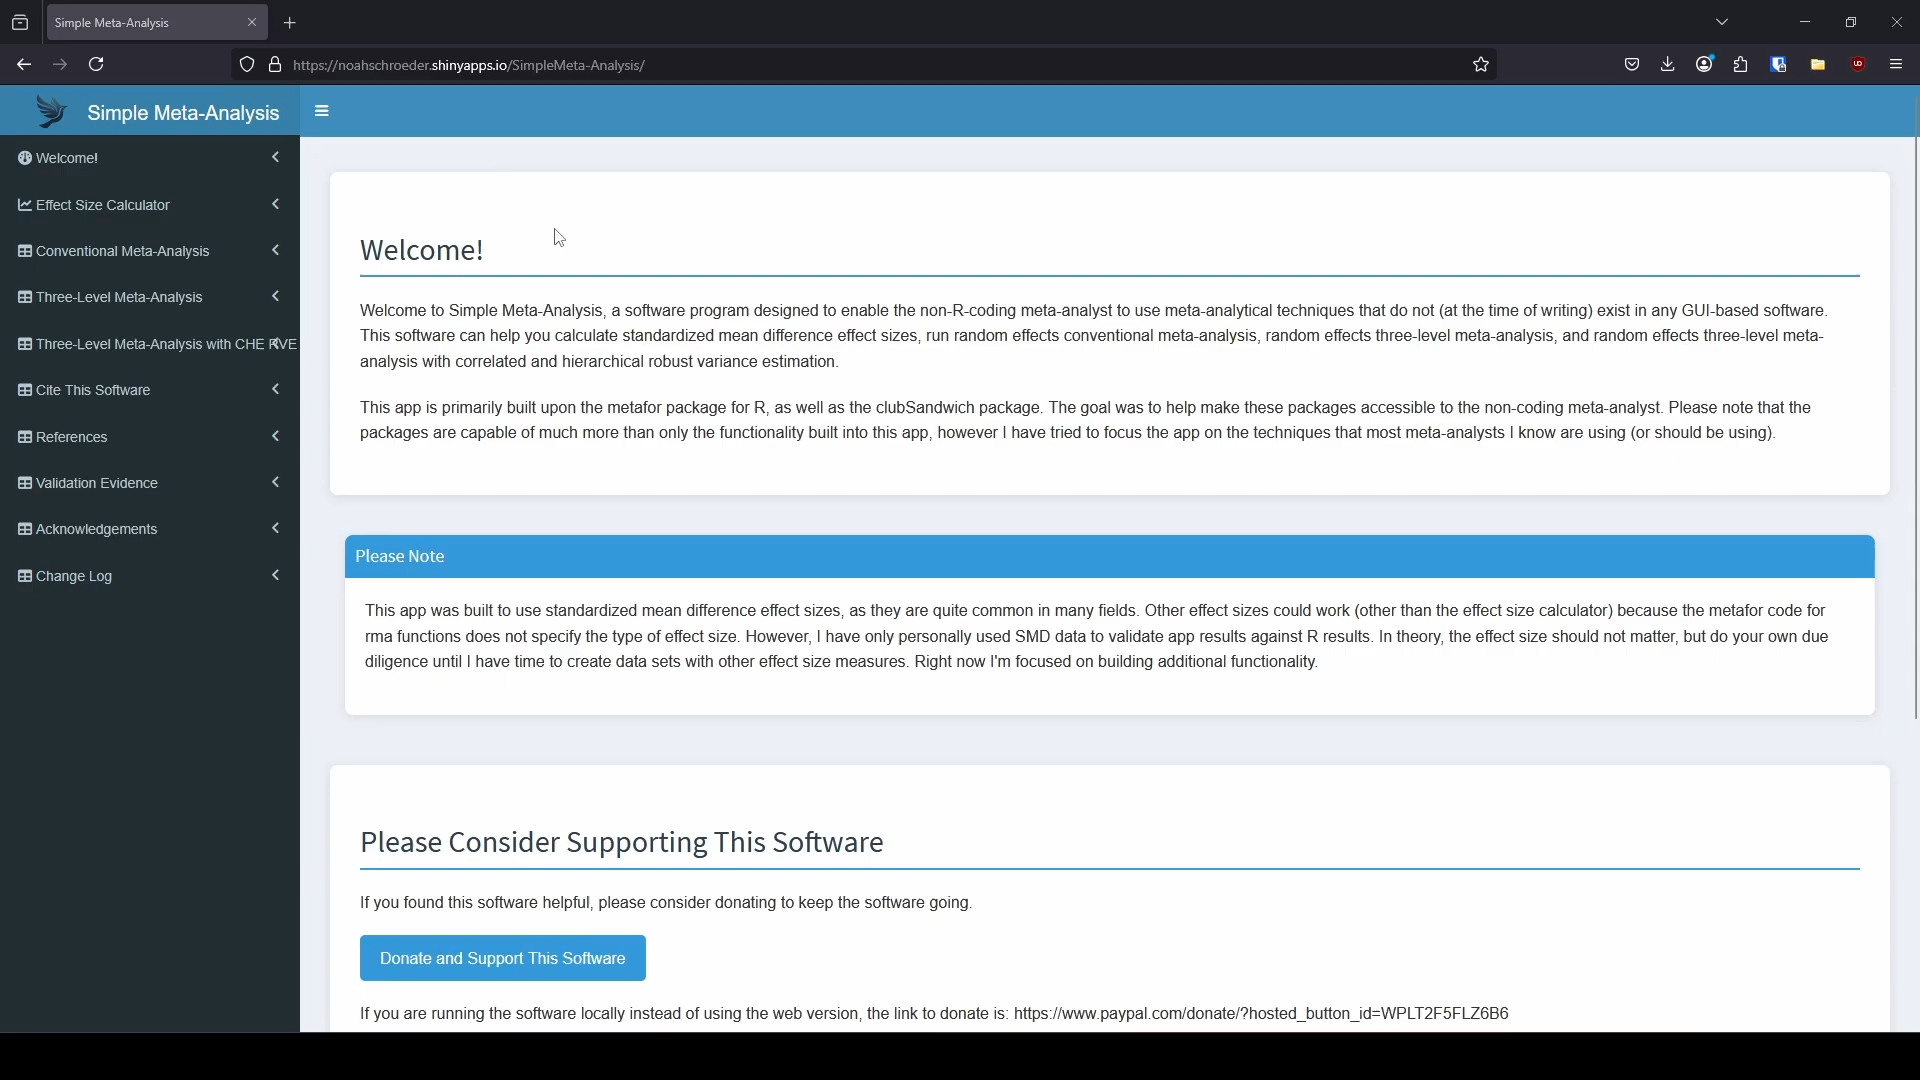 Simple Meta-Analysis
https://noahschroeder.shinyapps.io/SimpleMeta-Analysis/
Simple Meta-Analysis
Welcome!
Effect Size Calculator
Conventional Meta-Analysis
Three-Level Meta-Analysis
Three-Level Meta-Analysis with CHE RVE
Cite This Software
References
Validation Evidence
Acknowledgements
Change Log
Welcome!
Welcome to Simple Meta-Analysis, a software program designed to enable the non-R-coding meta-analyst to use meta-analytical techniques that do not (at the time of writing) exist in any GUI-based software.
This software can help you calculate standardized mean difference effect sizes, run random effects conventional meta-analysis, random effects three-level meta-analysis, and random effects three-level meta-
analysis with correlated and hierarchical robust variance estimation.
This app is primarily built upon the metafor package for R, as well as the clubSandwich package. The goal was to help make these packages accessible to the non-coding meta-analyst. Please note that the
packages are capable of much more than only the functionality built into this app, however I have tried to focus the app on the techniques that most meta-analysts I know are using (or should be using).
Please Note
This app was built to use standardized mean difference effect sizes, as they are quite common in many fields. Other effect sizes could work (other than the effect size calculator) because the metafor code for
rma functions does not specify the type of effect size. However, I have only personally used SMD data to validate app results against R results. In theory, the effect size should not matter, but do your own due
diligence until I have time to create data sets with other effect size measures. Right now I'm focused on building additional functionality.
Please Consider Supporting This Software
If you found this software helpful, please consider donating to keep the software going.
Donate and Support This Software
If you are running the software locally instead of using the web version, the link to donate is: https://www.paypal.com/donate/?hosted_button_id=WPLT2F5FLZ6B6